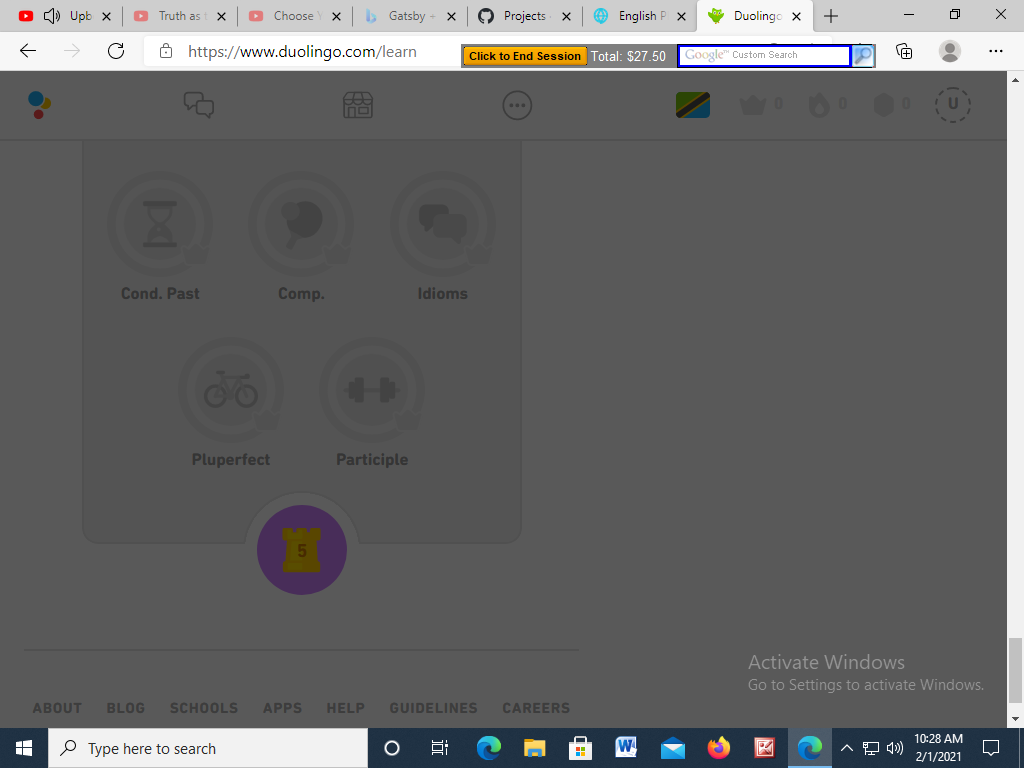 Upb
Truth as t
Choose Y
Gatsby +
Projects ·
English P
Duolingo
https://www.duolingo.com/learn
Click to End Session Total: $27.50
Google™ Custom Search
0
0
0
U
Cond. Past
Comp.
Idioms
Pluperfect
Participle
5
Activate Windows
Go to Settings to activate Windows.
ABOUT BLOG SCHOOLS APPS HELP GUIDELINES CAREERS
Type here to search
10:28 AM
2/1/2021